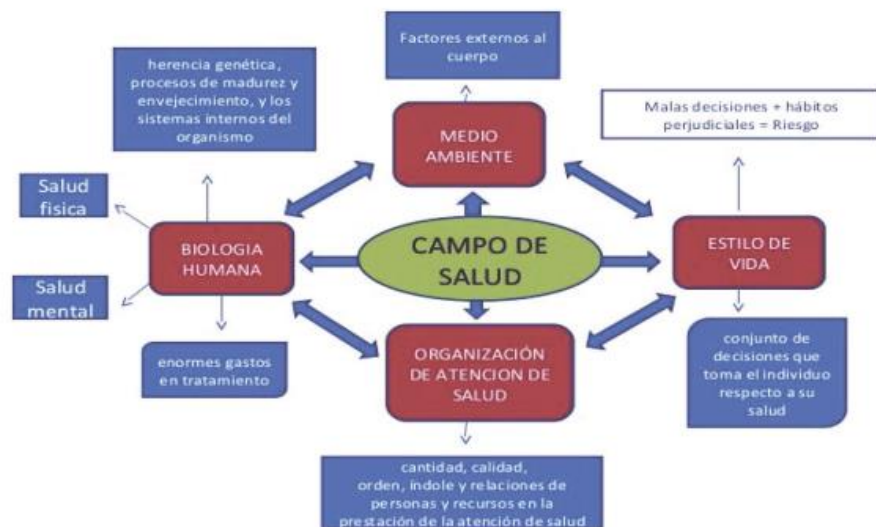 Factores externos al
cuerpo
herencia genética,
procesos de madurez y
envejecimiento, y los
sistemas internos del
organismo
Malas decisiones + hábitos
perjudiciales = Riesgo
MEDIO
AMBIENTE
Salud
fisica
BIOLOGIA
HUMANA
CAMPO DE
SALUD
ESTILO DE
VIDA
Salud
mental
enormes gastos
en tratamiento
ORGANIZACIÓN
DE ATENCION DE
SALUD
conjunto de
decisiones que
toma el individuo
respecto a su
salud
cantidad, calidad,
orden, índole y relaciones de
personas y recursos en la
prestación de la atención de salud